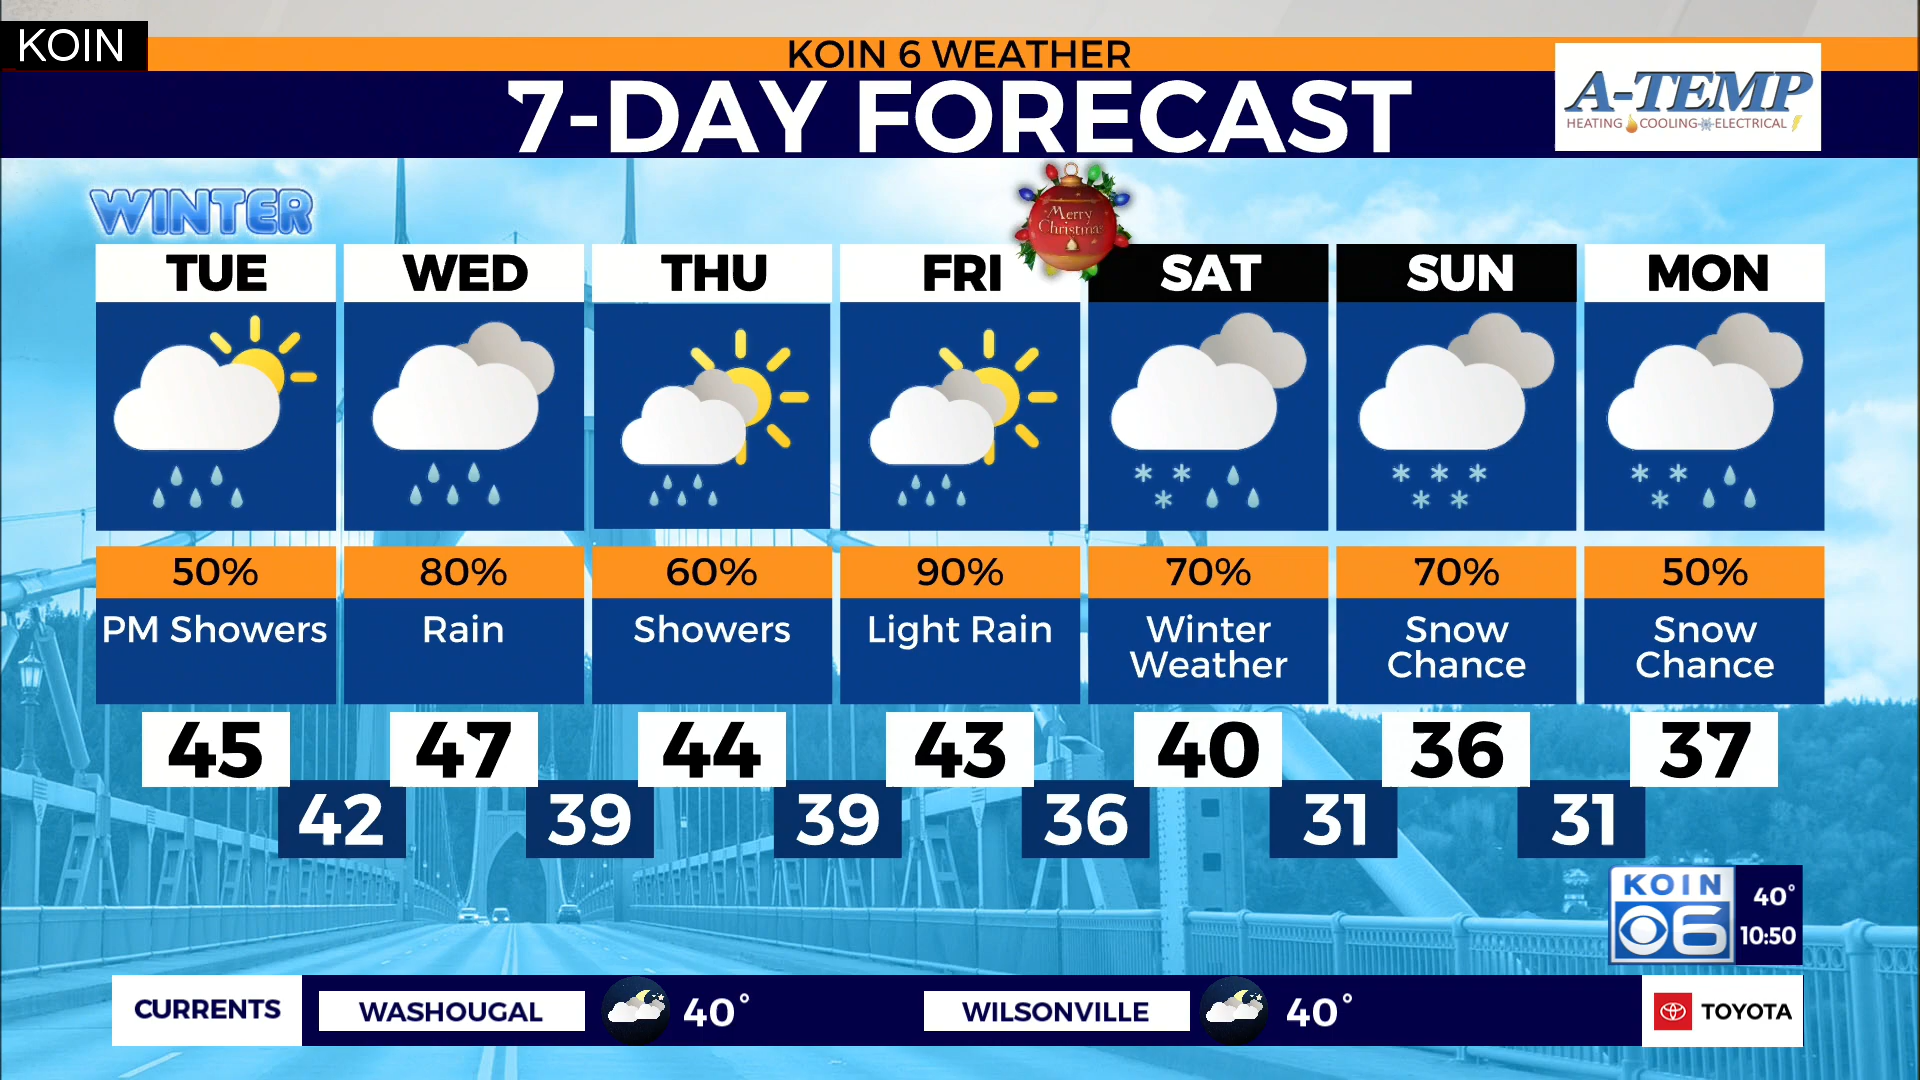 KOIN
KOIN 6 WEATHER
7-DAY FORECAST
A-TEMP
HEATING COOLING ELECTRICAL
WINTER
Merry
Christmas
TUE WED THU FRI SAT SUN MON
50% 80% 60% 90% 70% 70% 50%
PM Showers Rain Showers Light Rain Winter Weather Snow Chance Snow Chance
45 47 44 43 40 36 37
42 39 39 36 31 31
KOIN
6
40°
10:50
CURRENTS WASHOUGAL 40° WILSONVILLE 40° TOYOTA